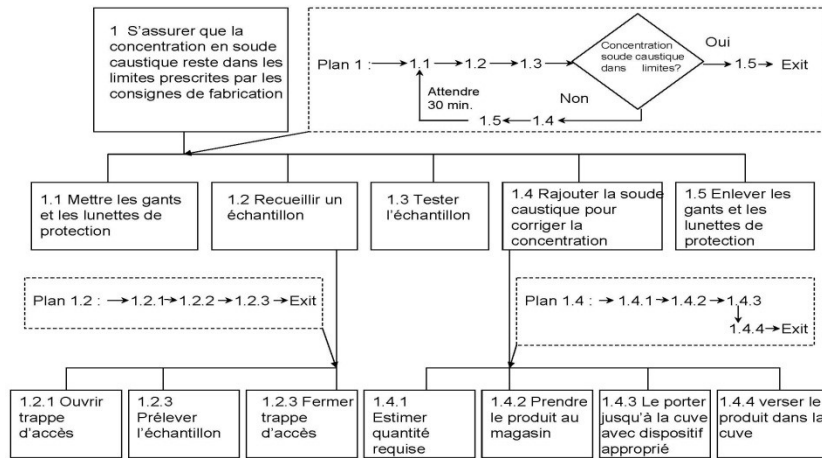 1 S'assurer que la
concentration en soude
caustique reste dans les
limites prescrites par les
consignes de fabrication
Plan 1 : 1.1 1.2 1.3
Concentration
soude caustique
dans limites?
Oui
1.5 Exit
Attendre
30 min.
Non
1.5 1.4
1.1 Mettre les gants
et les lunettes de
protection
1.2 Recueillir un
échantillon
1.3 Tester
l'échantillon
1.4 Rajouter la soude
caustique pour
corriger la
concentration
1.5 Enlever les
gants et les
lunettes de
protection
Plan 1.2 : 1.2.1 1.2.2 1.2.3 Exit
Plan 1.4 : 1.4.1 1.4.2 1.4.3
1.4.4 Exit
1.2.1 Ouvrir
trappe
d'accès
1.2.3
Prélever
l'échantillon
1.2.3 Fermer
trappe
d'accès
1.4.1
Estimer
quantité
requise
1.4.2 Prendre
le produit au
magasin
1.4.3 Le porter
jusqu'à la cuve
avec dispositif
approprié
1.4.4 verser le
produit dans la
cuve